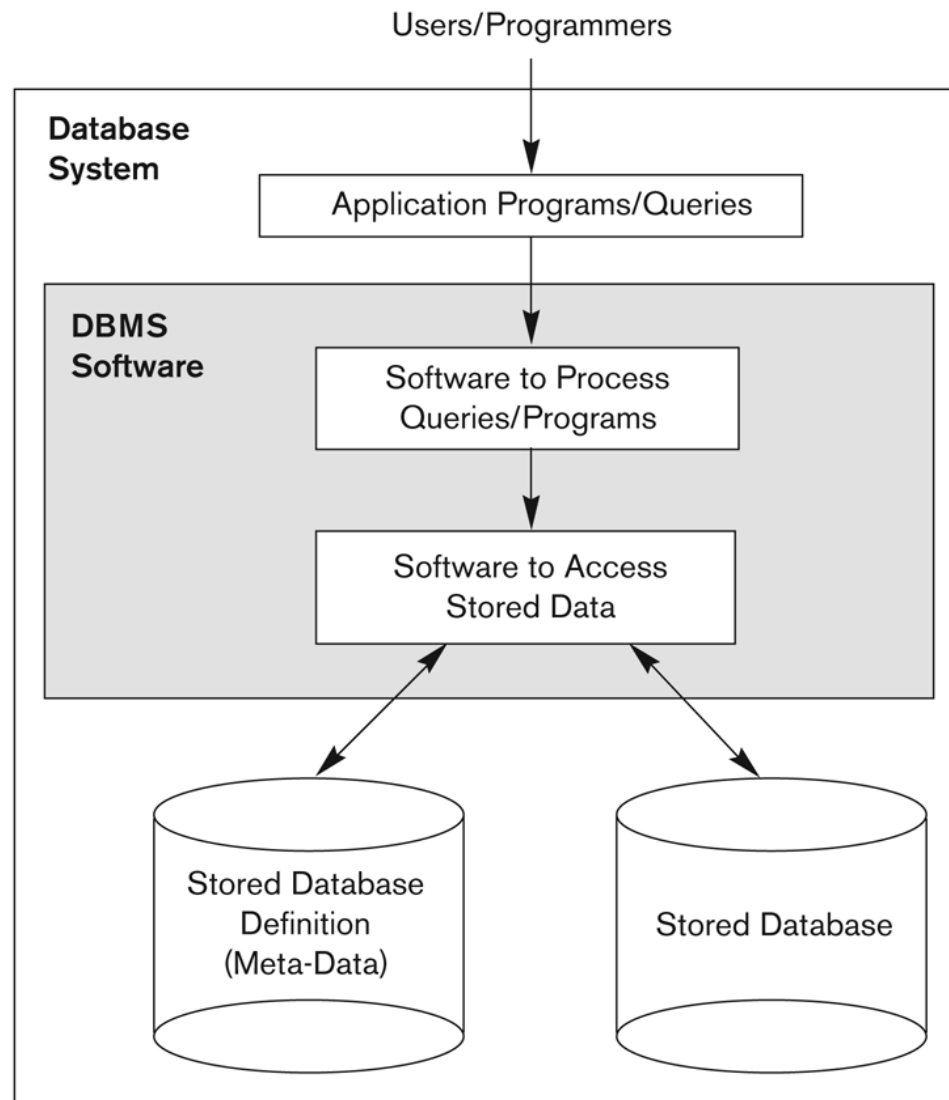 Users/Programmers
Database
System
Application Programs/Queries
DBMS
Software
Software to Process
Queries/Programs
Software to Access
Stored Data
Stored Database
Definition
(Meta-Data)
Stored Database